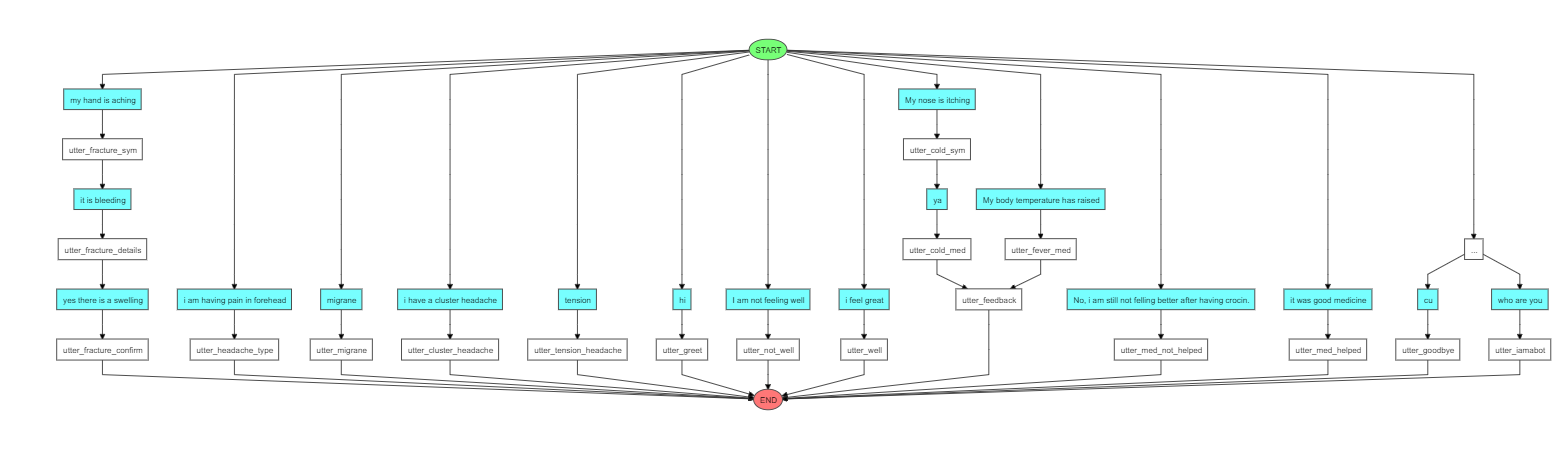 START
my hand is aching
My nose is itching
utter_fracture_sym
utter_cold_sym
it is bleeding
ya
My body temperature has raised
utter_fracture_details
utter_cold_med
utter_fever_med
...
yes there is a swelling
i am having pain in forehead
migrane
i have a cluster headache
tension
hi
I am not feeling well
i feel great
utter_feedback
No, i am still not felling better after having crocin.
it was good medicine
cu
who are you
utter_fracture_confirm
utter_headache_type
utter_migrane
utter_cluster_headache
utter_tension_headache
utter_greet
utter_not_well
utter_well
utter_med_not_helped
utter_med_helped
utter_goodbye
utter_iamabot
END